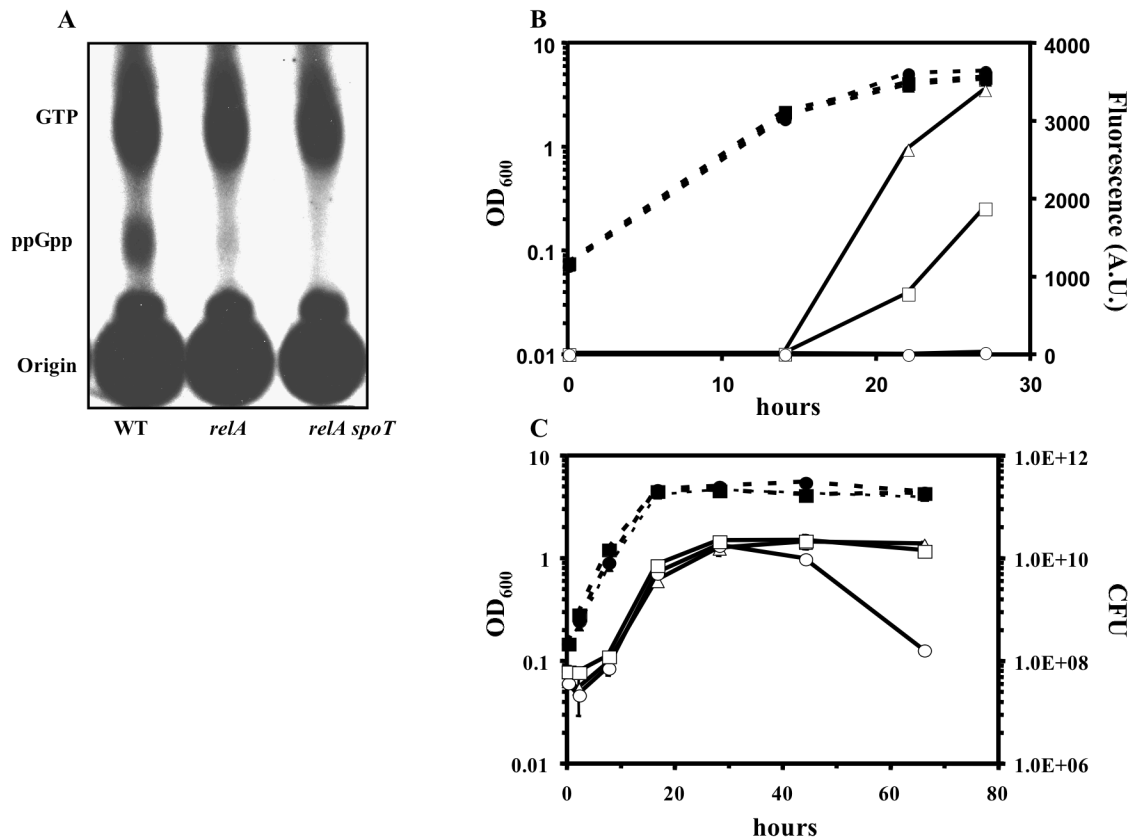 A
GTP
ppGpp
Origin
WT relA relA spoT
B
10
1
0.1
0.01
OD600
4000
3000
2000
1000
0
Fluorescence (A.U.)
0 10 20 30
hours
C
10
1
0.1
0.01
OD600
1.0E+12
1.0E+10
1.0E+08
1.0E+06
CFU
0 20 40 60 80
hours